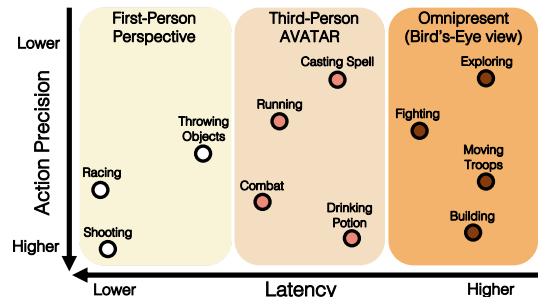 First-Person
Perspective
Third-Person
AVATAR
Omnipresent
(Bird's-Eye view)
Lower
Action Precision
Higher
Racing
Shooting
Throwing
Objects
Casting Spell
Running
Combat
Drinking
Potion
Exploring
Fighting
Moving
Troops
Building
Lower
Latency
Higher